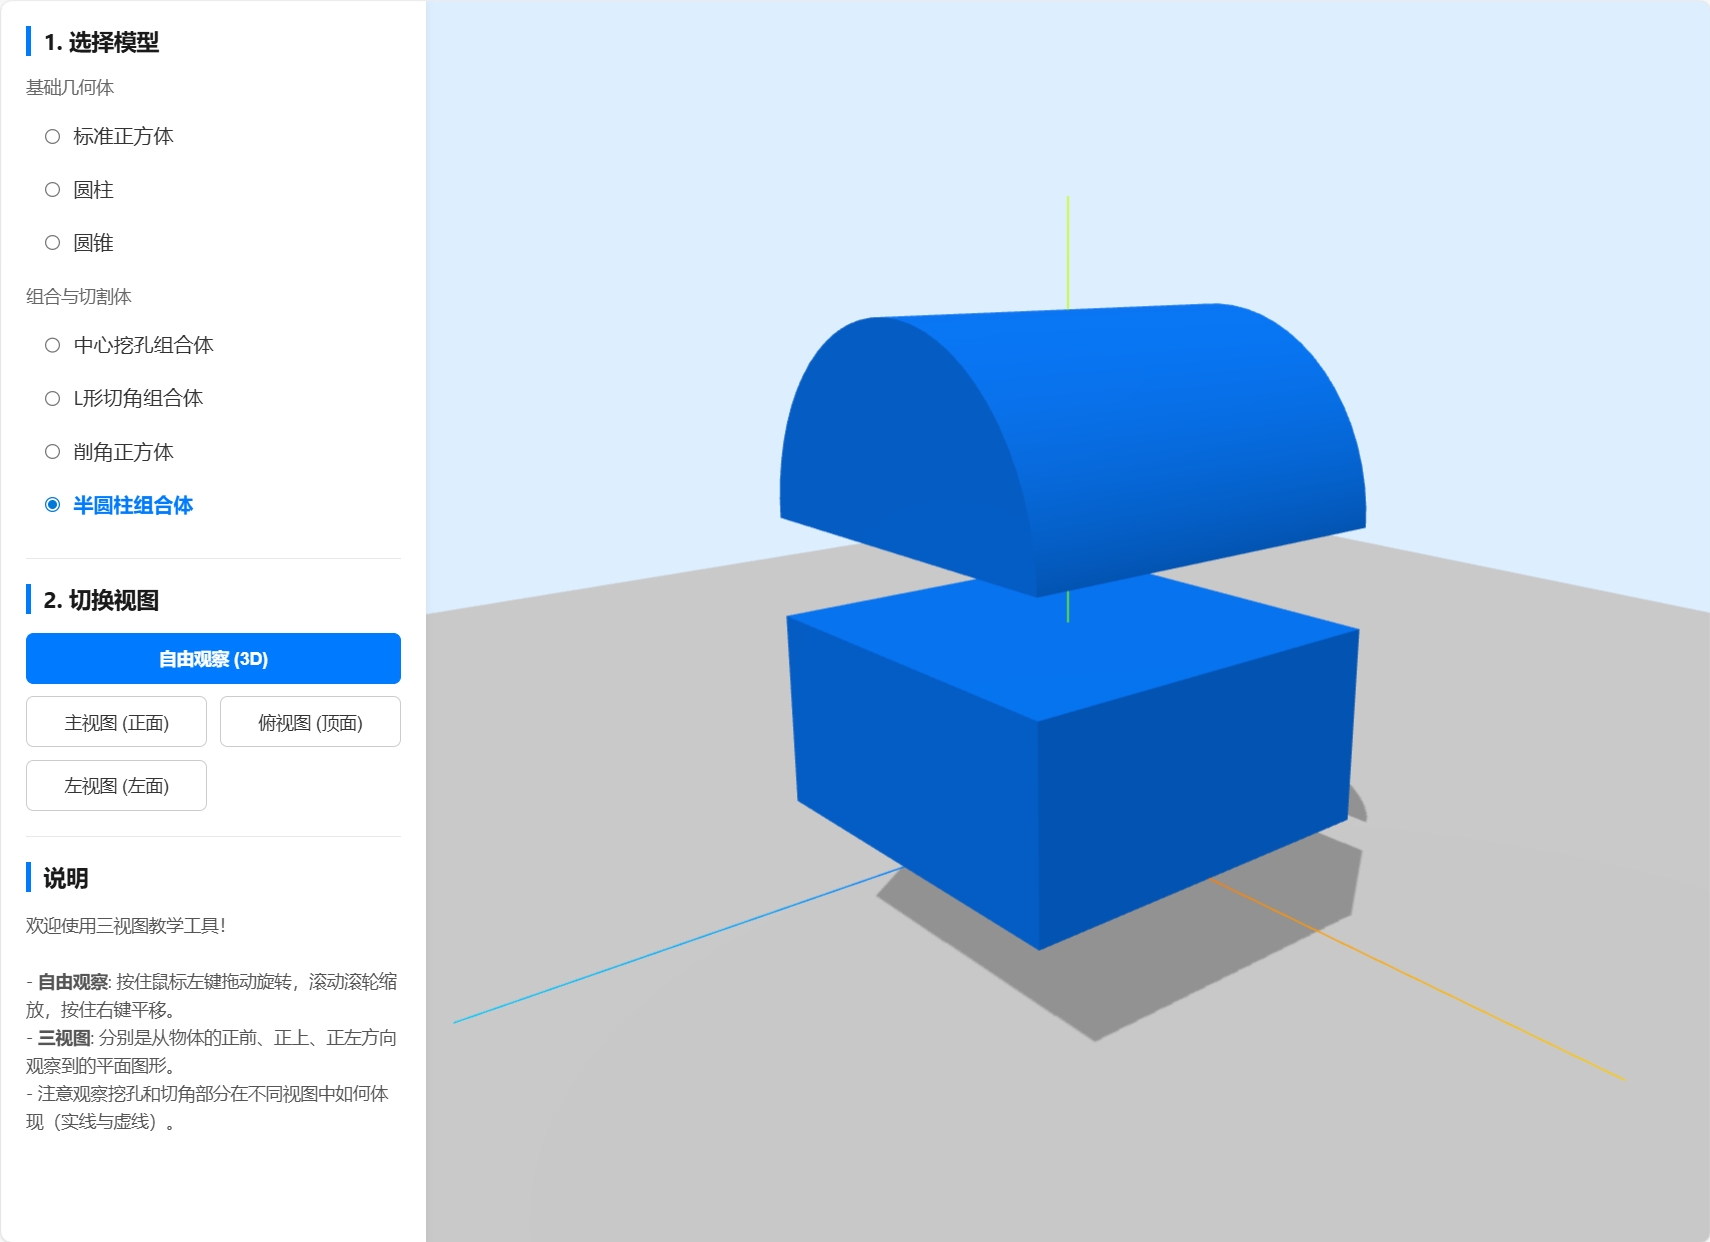 1. 选择模型
基础几何体
标准正方体
圆柱
圆锥
组合与切割体
中心挖孔组合体
L形切角组合体
削角正方体
半圆柱组合体
2. 切换视图
自由观察 (3D)
主视图 (正面)
俯视图 (顶面)
左视图 (左面)
说明
欢迎使用三视图教学工具！
- 自由观察: 按住鼠标左键拖动旋转，滚动滚轮缩
放，按住右键平移。
- 三视图: 分别是从物体的正前、正上、正左方向
观察到的平面图形。
- 注意观察挖孔和切角部分在不同视图中如何体
现（实线与虚线）。